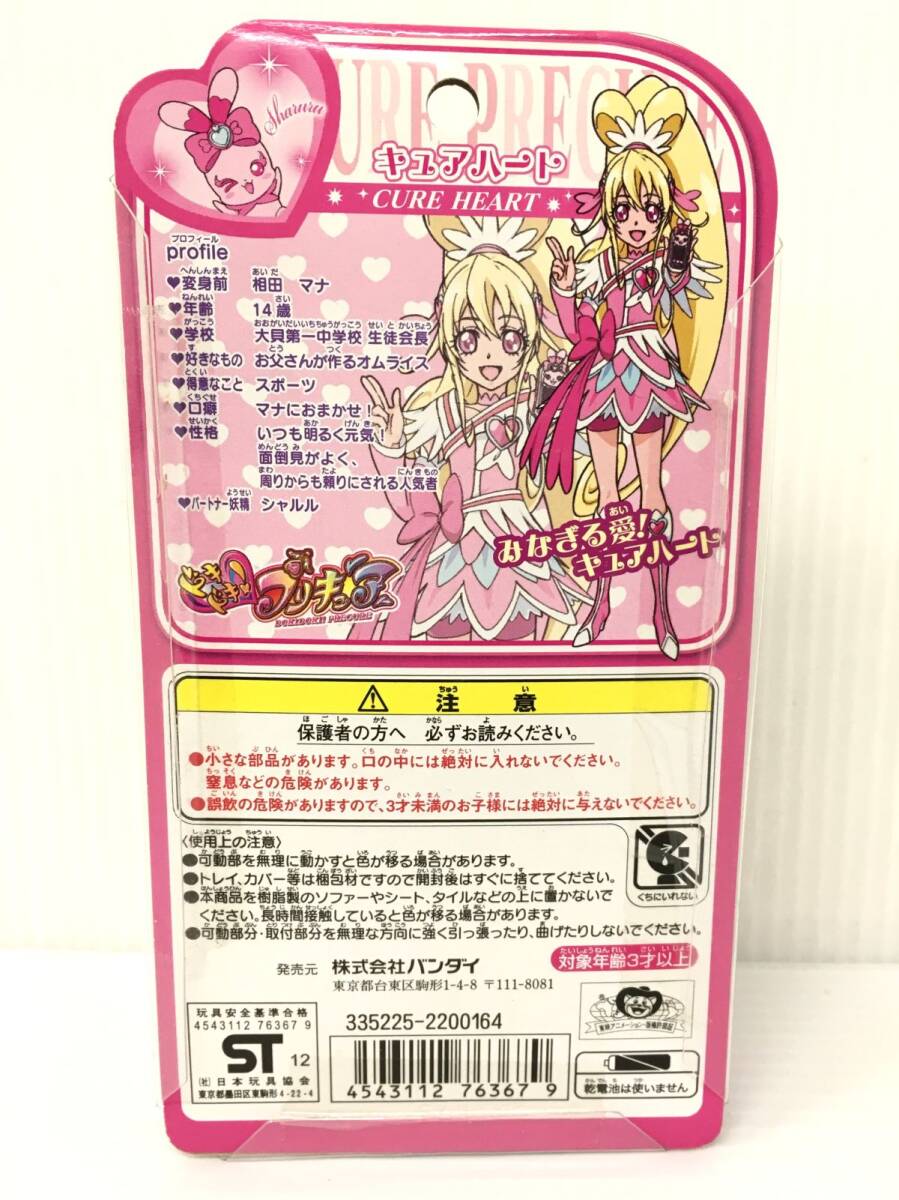 Sharuru
CURE PRECURE
キュアハート
CURE HEART
プロフィール
profile
へんしんまえ あいだ
♥変身前 相田 マナ
ねんれい さい
♥年齢 14歳
がっこう おおがいだいいちちゅうがっこう せいとかいちょう
♥学校 大貝第一中学校 生徒会長
す とう つく
♥好きなもの お父さんが作るオムライス
とくい
♥得意なこと スポーツ
くちぐせ
♥口癖 マナにおまかせ!
せいかく あか げんき
♥性格 いつも明るく元気!
めんどうみ
面倒見がよく、
まわ たよ にんきもの
周りからも頼りにされる人気者
ようせい
♥パートナー妖精 シャルル
あい
みなぎる愛!♥
キュアハート
ドキドキ!プリキュア
DOKIDOKI! PRECURE
ちゅう い
⚠ 注意
ほごしゃ かた かなら よ
保護者の方へ 必ずお読みください。
ちい ぶひん くち なか ぜったい い
●小さな部品があります。口の中には絶対に入れないでください。
ちっそく きけん
窒息などの危険があります。
ごいん きけん さいみまん こさま ぜったい あた
●誤飲の危険がありますので、3才未満のお子様には絶対に与えないでください。
しようじょう ちゅうい
〈使用上の注意〉
かどうぶ むり うご いろ うつ ばあい
●可動部を無理に動かすと色が移る場合があります。
など こんぽうざい かいふうご す
●トレイ、カバー等は梱包材ですので開封後はすぐに捨ててください。
ほんしょうひん じゅしせい うえ お
●本商品を樹脂製のソファーやシート、タイルなどの上に置かないで
ちょうじかんせっしょく いろ うつ ばあい
ください。長時間接触していると色が移る場合があります。
かどうぶぶん とりつけぶぶん むり ほうこう つよ ひ ぱ ま
●可動部分・取付部分を無理な方向に強く引っ張ったり、曲げたりしないでください。
くちにいれない
たいしょうねんれい さいいじょう
対象年齢3才以上
発売元 株式会社バンダイ
東京都台東区駒形1-4-8 〒111-8081
玩具安全基準合格
4543112 76367 9
ST 12
(社)日本玩具協会
東京都墨田区東駒形4-22-4
335225-2200164
4543112 763679
東映アニメーション・版権許諾証
かんでんち つか
乾電池は使いません